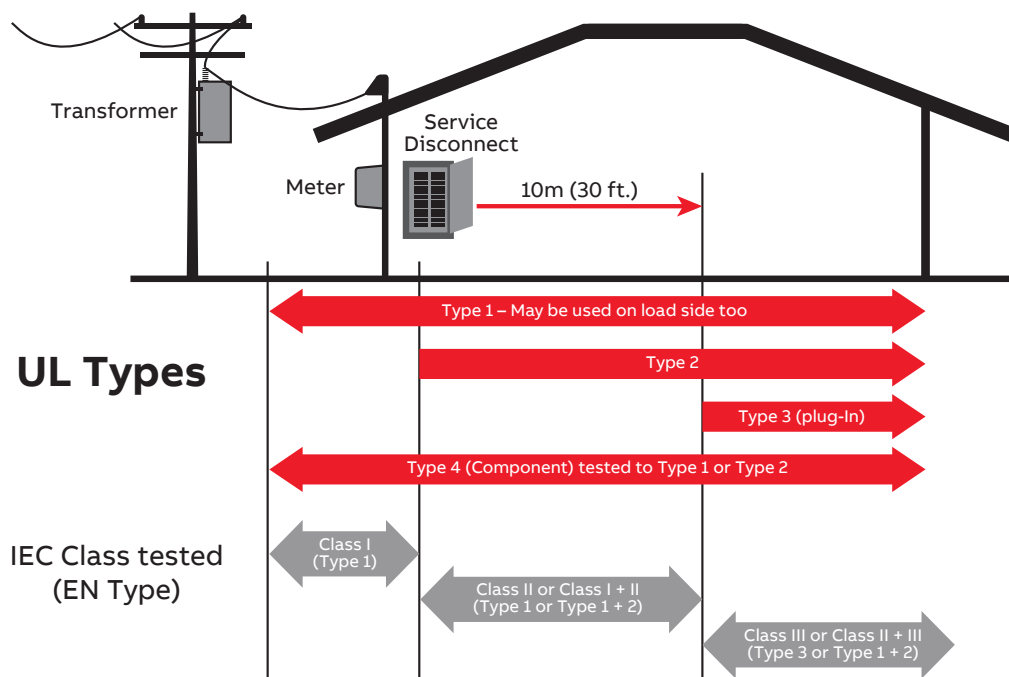 Transformer
Service
Disconnect
Meter
10m (30 ft.)
Type 1 – May be used on load side too
UL Types
Type 2
Type 3 (plug-In)
Type 4 (Component) tested to Type 1 or Type 2
IEC Class tested
(EN Type)
Class I
(Type 1)
Class II or Class I + II
(Type 1 or Type 1 + 2)
Class III or Class II + III
(Type 3 or Type 1 + 2)